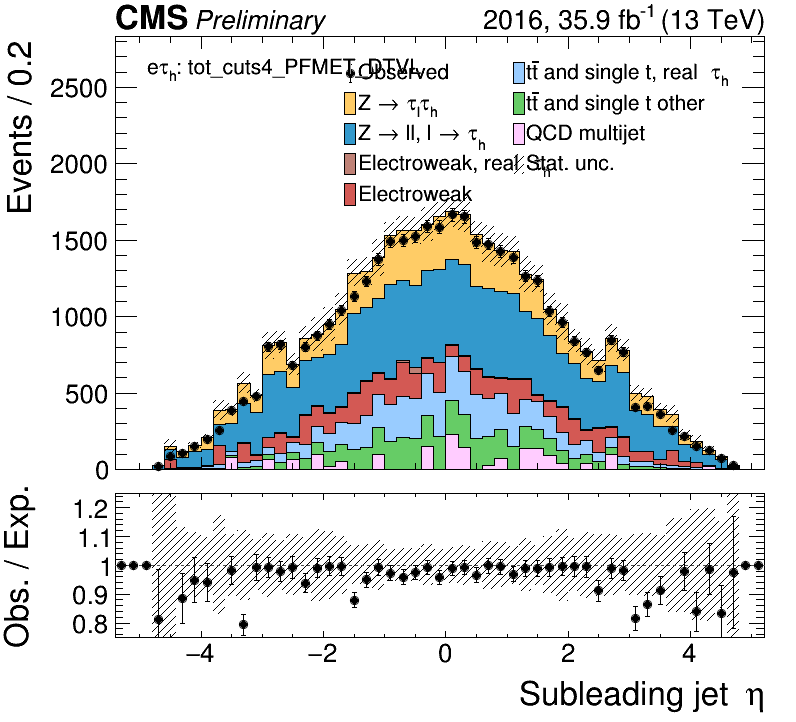 CMS Preliminary 2016, 35.9 fb⁻¹ (13 TeV)
Events / 0.2
2500
2000
1500
1000
500
0
eτh: tot_cuts4_PFMET_DTVL
Observed
Z → τlτh
Z → ll, l → τh
Electroweak, real τh
Electroweak
tt̄ and single t, real τh
tt̄ and single t other
QCD multijet
Stat. unc.
Obs. / Exp.
1.2
1.1
1
0.9
0.8
−4 −2 0 2 4
Subleading jet η